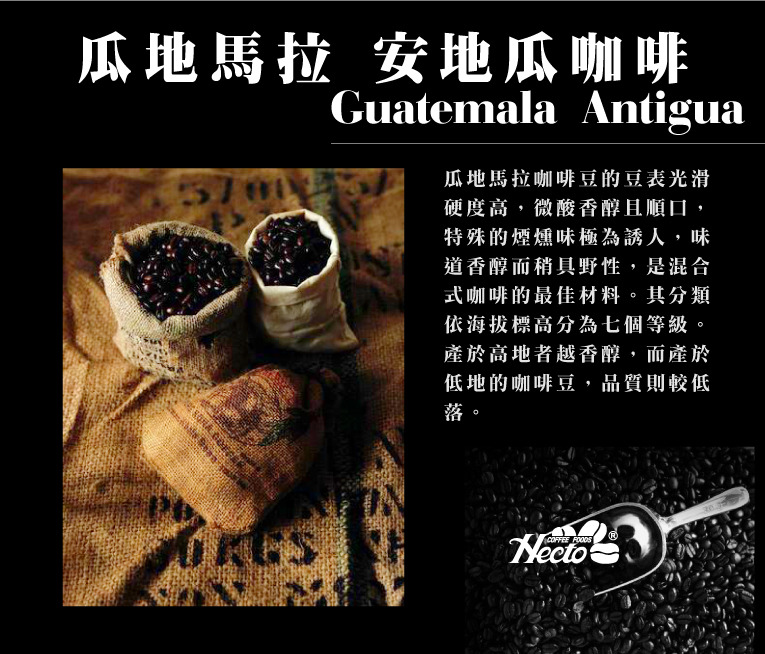 瓜地馬拉 安地瓜咖啡
Guatemala Antigua
瓜地馬拉咖啡豆的豆表光滑
硬度高，微酸香醇且順口，
特殊的煙燻味極為誘人，味
道香醇而稍具野性，是混合
式咖啡的最佳材料。其分類
依海拔標高分為七個等級。
產於高地者越香醇，而產於
低地的咖啡豆，品質則較低
落。
COFFEE FOODS
Hecto®